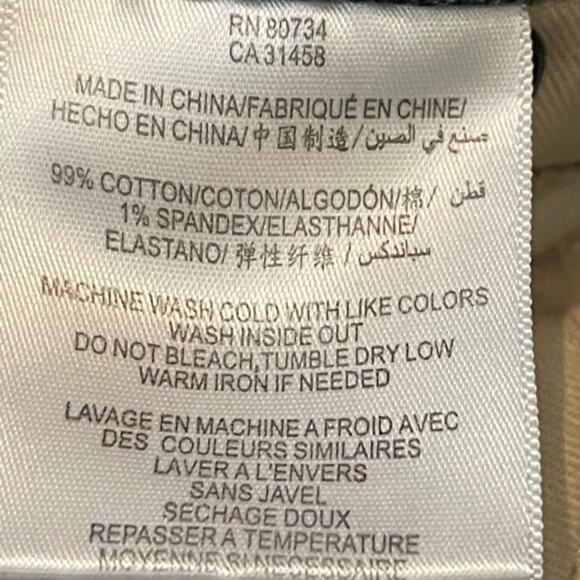 RN 80734
CA 31458
MADE IN CHINA/FABRIQUÉ EN CHINE/
HECHO EN CHINA/中国制造/صنع في الصين
99% COTTON/COTON/ALGODÓN/棉/ قطن
1% SPANDEX/ELASTHANNE/
ELASTANO/ 弹性纤维 / سباندكس
MACHINE WASH COLD WITH LIKE COLORS
WASH INSIDE OUT
DO NOT BLEACH,TUMBLE DRY LOW
WARM IRON IF NEEDED
LAVAGE EN MACHINE A FROID AVEC
DES COULEURS SIMILAIRES
LAVER A L'ENVERS
SANS JAVEL
SECHAGE DOUX
REPASSER A TEMPERATURE
MOYENNE SI NECESSAIRE